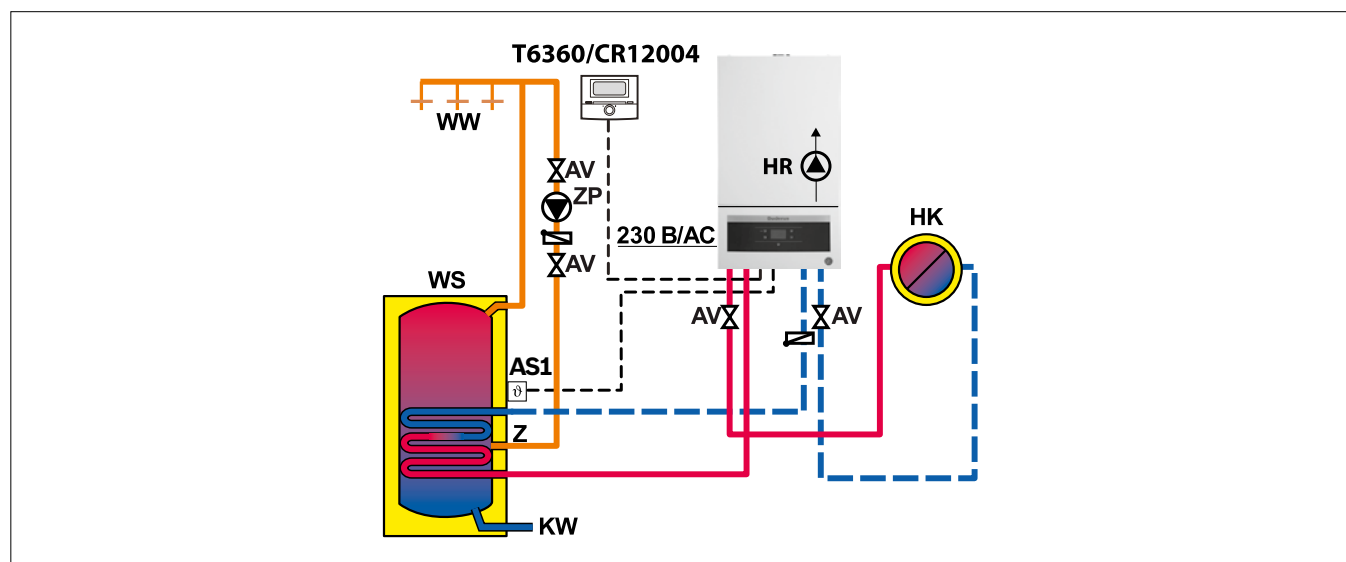 T6360/CR12004
WW
AV
ZP
HR
230 B/AC
HK
AV
WS
AV
AV
AS1
ϑ
Z
KW